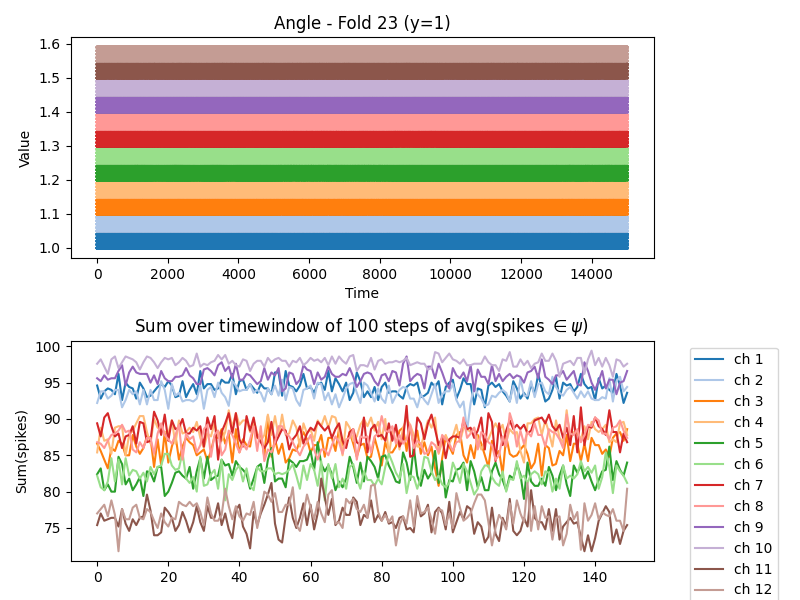 Angle - Fold 23 (y=1)
1.6
1.5
1.4
1.3
1.2
1.1
1.0
Value
0 2000 4000 6000 8000 10000 12000 14000
Time
Sum over timewindow of 100 steps of avg(spikes ∈ ψ)
100
95
90
85
80
75
Sum(spikes)
0 20 40 60 80 100 120 140
ch 1
ch 2
ch 3
ch 4
ch 5
ch 6
ch 7
ch 8
ch 9
ch 10
ch 11
ch 12